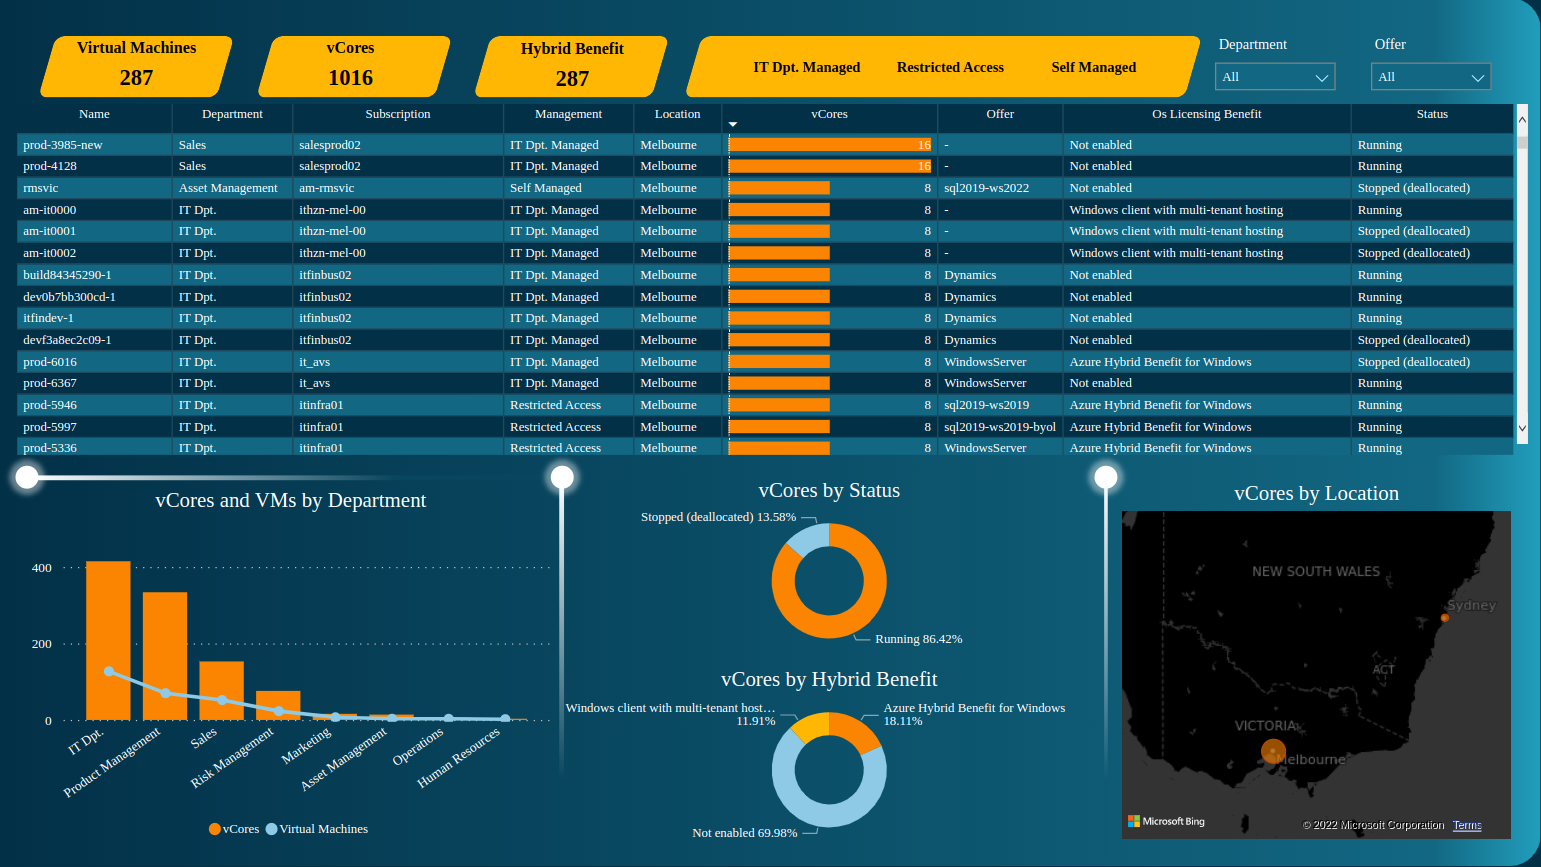 Virtual Machines
287
vCores
1016
Hybrid Benefit
287
IT Dpt. Managed Restricted Access Self Managed
Department
All
Offer
All
Name Department Subscription Management Location vCores Offer Os Licensing Benefit Status
prod-3985-new Sales salesprod02 IT Dpt. Managed Melbourne 16 - Not enabled Running
prod-4128 Sales salesprod02 IT Dpt. Managed Melbourne 16 - Not enabled Running
rmsvic Asset Management am-rmsvic Self Managed Melbourne 8 sql2019-ws2022 Not enabled Stopped (deallocated)
am-it0000 IT Dpt. ithzn-mel-00 IT Dpt. Managed Melbourne 8 - Windows client with multi-tenant hosting Running
am-it0001 IT Dpt. ithzn-mel-00 IT Dpt. Managed Melbourne 8 - Windows client with multi-tenant hosting Stopped (deallocated)
am-it0002 IT Dpt. ithzn-mel-00 IT Dpt. Managed Melbourne 8 - Windows client with multi-tenant hosting Stopped (deallocated)
build84345290-1 IT Dpt. itfinbus02 IT Dpt. Managed Melbourne 8 Dynamics Not enabled Running
dev0b7bb300cd-1 IT Dpt. itfinbus02 IT Dpt. Managed Melbourne 8 Dynamics Not enabled Running
itfindev-1 IT Dpt. itfinbus02 IT Dpt. Managed Melbourne 8 Dynamics Not enabled Running
devf3a8ec2c09-1 IT Dpt. itfinbus02 IT Dpt. Managed Melbourne 8 Dynamics Not enabled Stopped (deallocated)
prod-6016 IT Dpt. it_avs IT Dpt. Managed Melbourne 8 WindowsServer Azure Hybrid Benefit for Windows Stopped (deallocated)
prod-6367 IT Dpt. it_avs IT Dpt. Managed Melbourne 8 WindowsServer Not enabled Running
prod-5946 IT Dpt. itinfra01 Restricted Access Melbourne 8 sql2019-ws2019 Azure Hybrid Benefit for Windows Running
prod-5997 IT Dpt. itinfra01 Restricted Access Melbourne 8 sql2019-ws2019-byol Azure Hybrid Benefit for Windows Running
prod-5336 IT Dpt. itinfra01 Restricted Access Melbourne 8 WindowsServer Azure Hybrid Benefit for Windows Running
vCores and VMs by Department
400
200
0
IT Dpt.
Product Management
Sales
Risk Management
Marketing
Asset Management
Operations
Human Resources
vCores Virtual Machines
vCores by Status
Stopped (deallocated) 13.58%
Running 86.42%
vCores by Hybrid Benefit
Windows client with multi-tenant host…
11.91%
Azure Hybrid Benefit for Windows
18.11%
Not enabled 69.98%
vCores by Location
NEW SOUTH WALES
Sydney
ACT
VICTORIA
Melbourne
Microsoft Bing
© 2022 Microsoft Corporation Terms